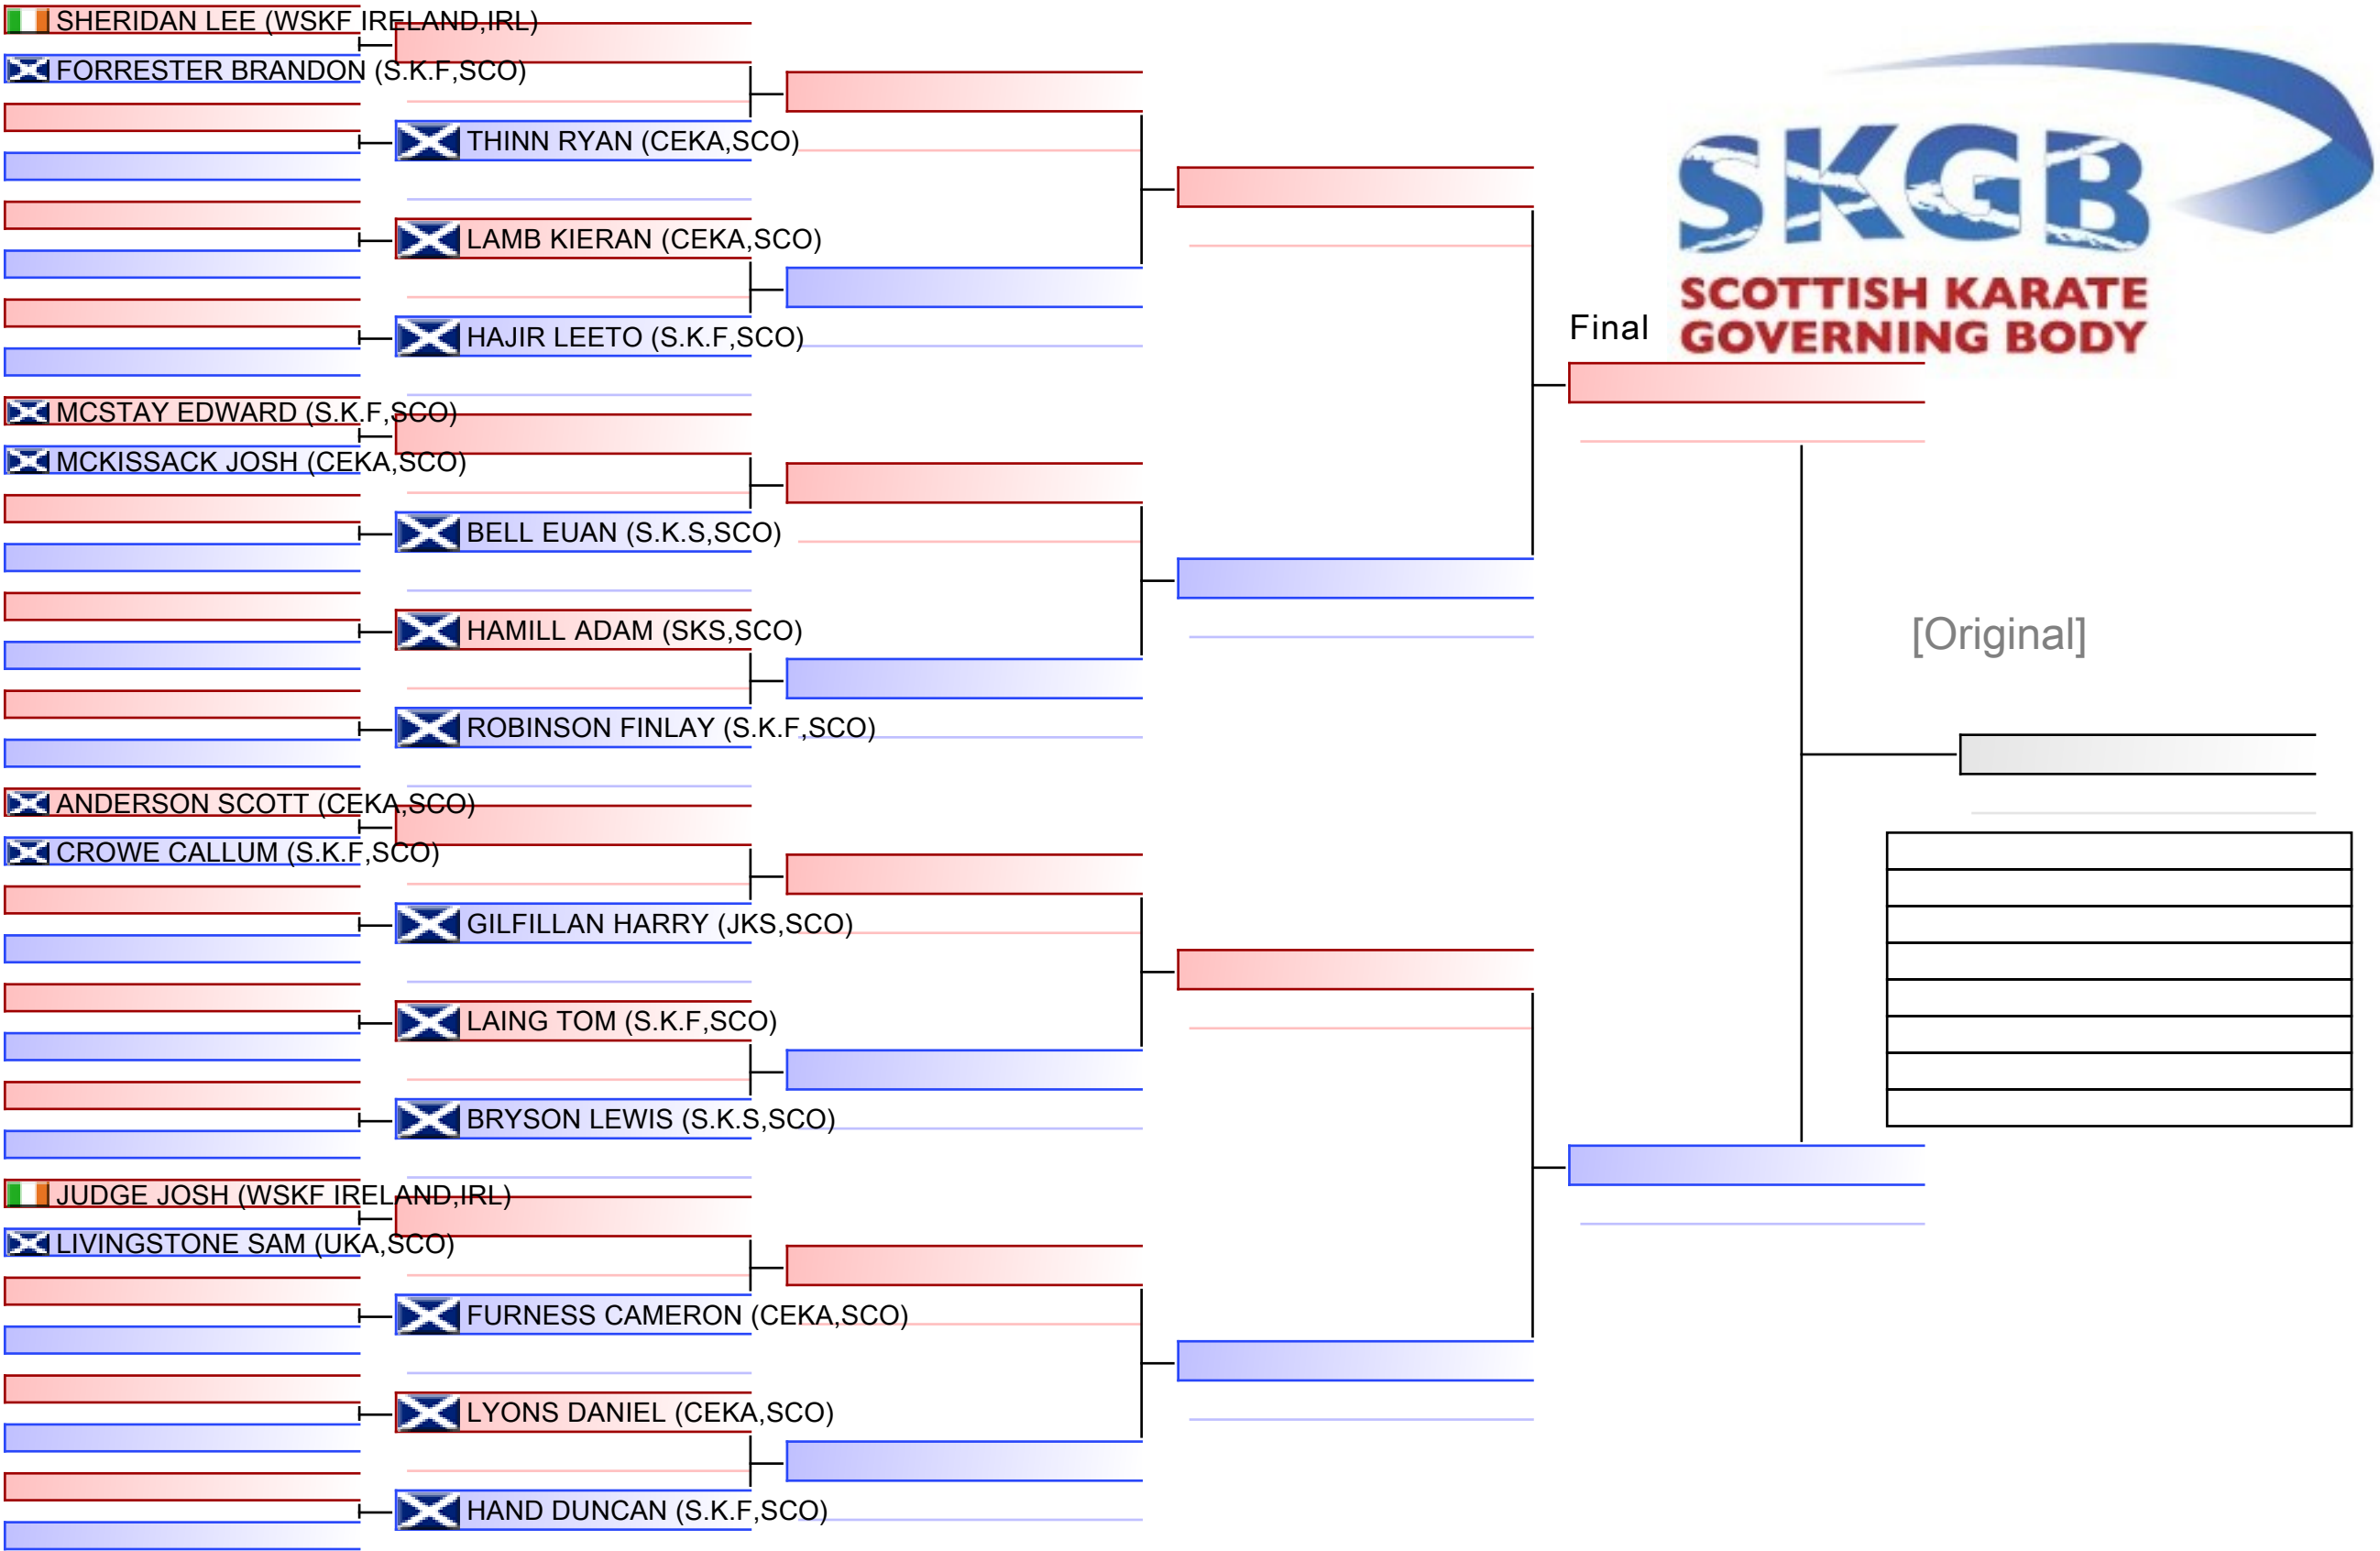 SHERIDAN LEE (WSKF IRELAND,IRL)
FORRESTER BRANDON (S.K.F,SCO)
THINN RYAN (CEKA,SCO)
LAMB KIERAN (CEKA,SCO)
HAJIR LEETO (S.K.F,SCO)
MCSTAY EDWARD (S.K.F,SCO)
MCKISSACK JOSH (CEKA,SCO)
BELL EUAN (S.K.S,SCO)
HAMILL ADAM (SKS,SCO)
ROBINSON FINLAY (S.K.F,SCO)
ANDERSON SCOTT (CEKA,SCO)
CROWE CALLUM (S.K.F,SCO)
GILFILLAN HARRY (JKS,SCO)
LAING TOM (S.K.F,SCO)
BRYSON LEWIS (S.K.S,SCO)
JUDGE JOSH (WSKF IRELAND,IRL)
LIVINGSTONE SAM (UKA,SCO)
FURNESS CAMERON (CEKA,SCO)
LYONS DANIEL (CEKA,SCO)
HAND DUNCAN (S.K.F,SCO)
Final
SKGB
SCOTTISH KARATE
GOVERNING BODY
[Original]